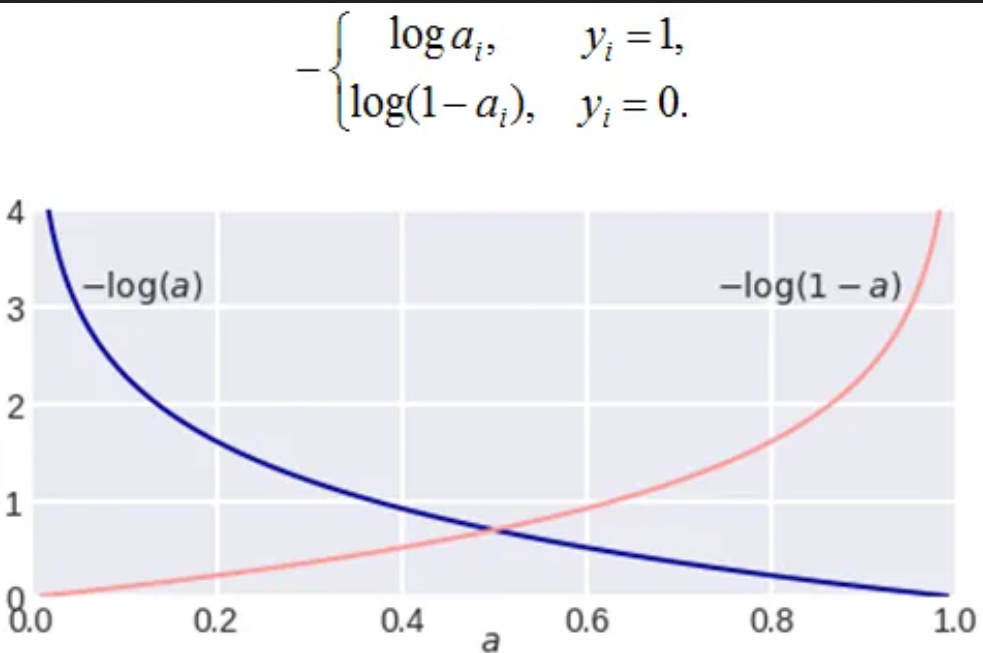 −{ log aᵢ, yᵢ = 1,
log(1 − aᵢ), yᵢ = 0.
4
−log(a) −log(1 − a)
3
2
1
0
0.0 0.2 0.4 0.6 0.8 1.0
a